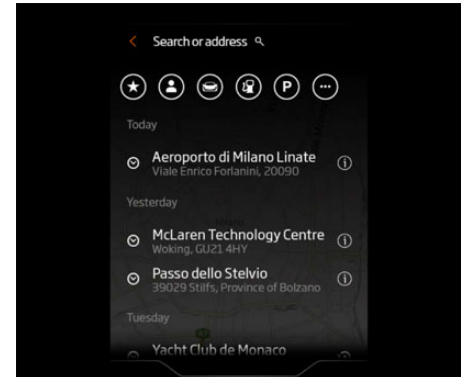 Search or address
P
Today
Aeroporto di Milano Linate
Viale Enrico Forlanini, 20090
Yesterday
McLaren Technology Centre
Woking, GU21 4HY
Passo dello Stelvio
39029 Stilfs, Province of Bolzano
Tuesday
Yacht Club de Monaco